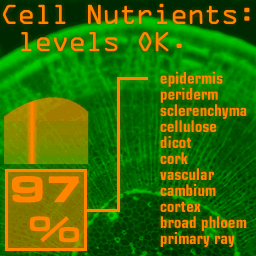 Cell Nutrients:
levels OK.
epidermis
periderm
sclerenchyma
cellulose
dicot
cork
vascular
cambium
cortex
broad phloem
primary ray
97
%